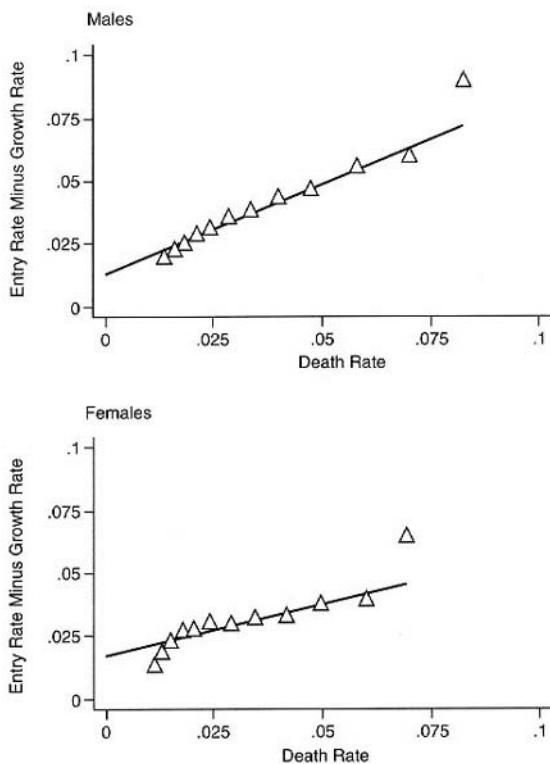 Males
Entry Rate Minus Growth Rate
.1
.075
.05
.025
0
0 .025 .05 .075 .1
Death Rate
Females
Entry Rate Minus Growth Rate
.1
.075
.05
.025
0
0 .025 .05 .075 .1
Death Rate